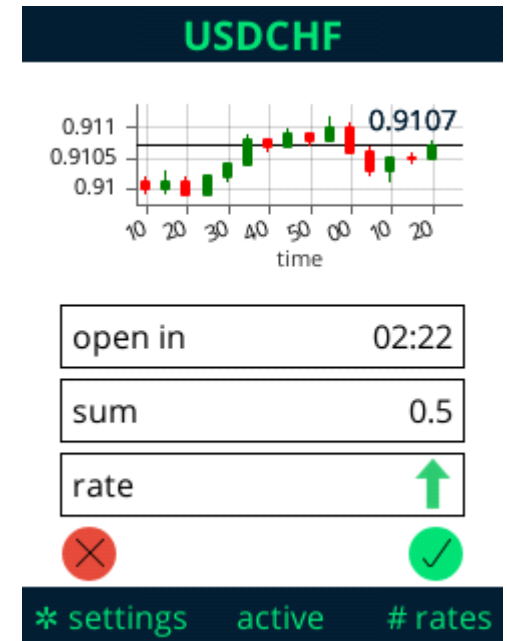 USDCHF
0.9107
0.911
0.9105
0.91
10 20 30 40 50 00 10 20
time
open in 02:22
sum 0.5
rate
* settings active # rates